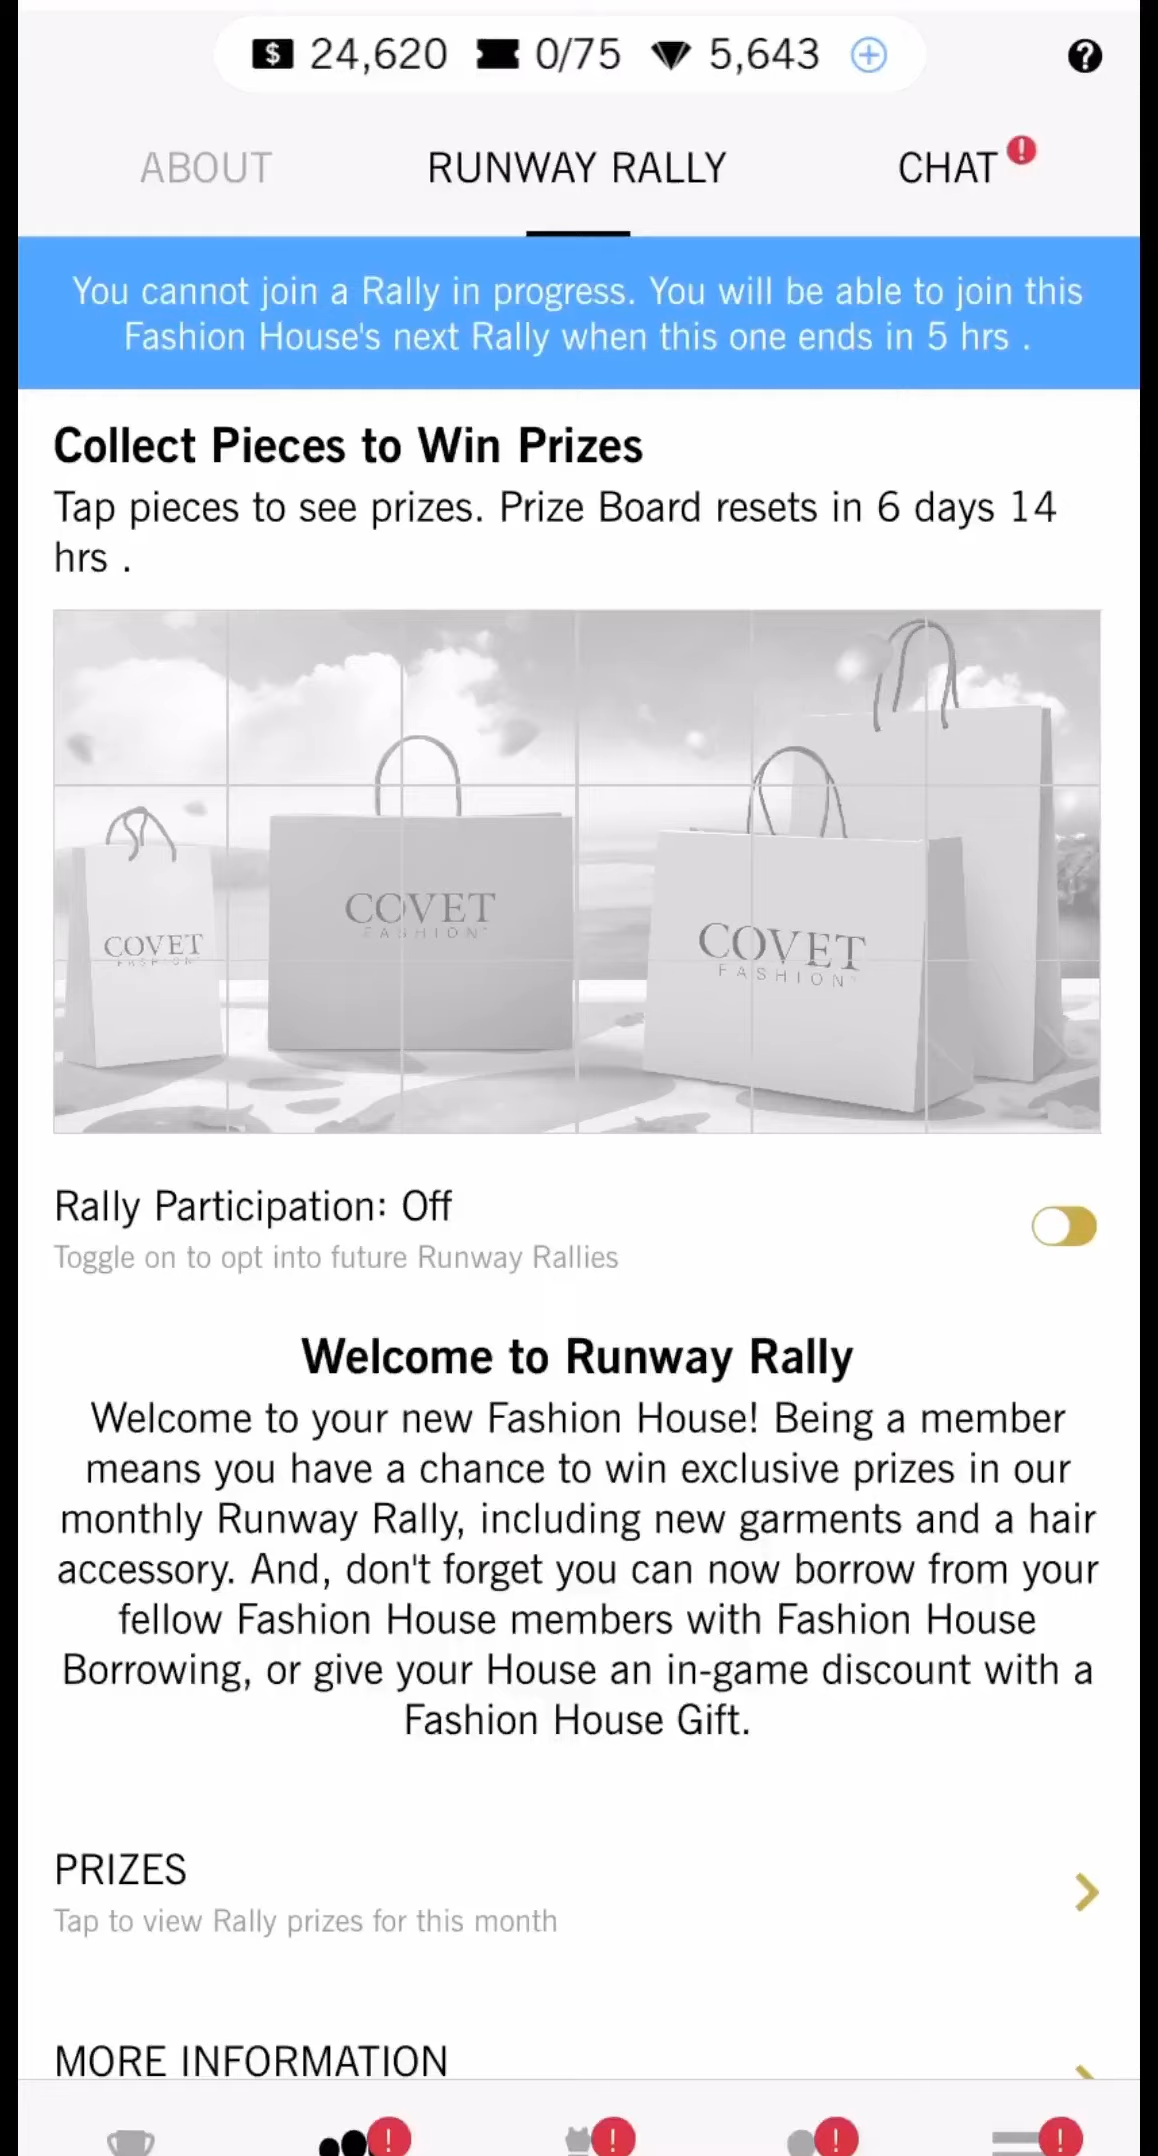 $ 24,620 0/75 5,643 + ?
ABOUT RUNWAY RALLY CHAT !
You cannot join a Rally in progress. You will be able to join this
Fashion House's next Rally when this one ends in 5 hrs .
Collect Pieces to Win Prizes
Tap pieces to see prizes. Prize Board resets in 6 days 14
hrs .
COVET
FASHION
COVET
FASHION
COVET
FASHION
Rally Participation: Off
Toggle on to opt into future Runway Rallies
Welcome to Runway Rally
Welcome to your new Fashion House! Being a member
means you have a chance to win exclusive prizes in our
monthly Runway Rally, including new garments and a hair
accessory. And, don't forget you can now borrow from your
fellow Fashion House members with Fashion House
Borrowing, or give your House an in-game discount with a
Fashion House Gift.
PRIZES
Tap to view Rally prizes for this month
MORE INFORMATION
! ! ! !